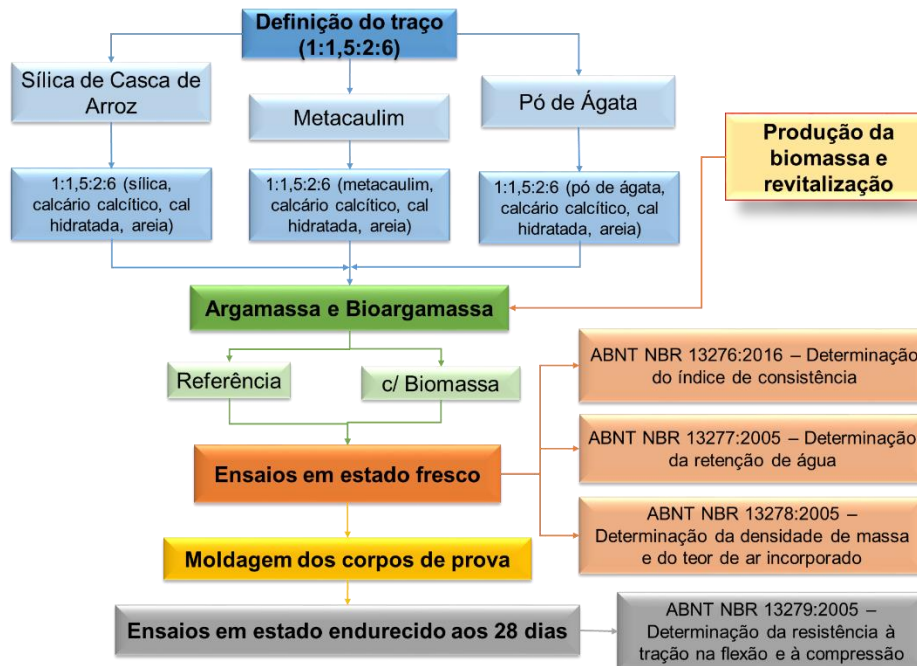 Definição do traço
(1:1,5:2:6)
Sílica de Casca de
Arroz
Metacaulim
Pó de Ágata
Produção da
biomassa e
revitalização
1:1,5:2:6 (sílica,
calcário calcítico, cal
hidratada, areia)
1:1,5:2:6 (metacaulim,
calcário calcítico, cal
hidratada, areia)
1:1,5:2:6 (pó de ágata,
calcário calcítico, cal
hidratada, areia)
Argamassa e Bioargamassa
Referência
c/ Biomassa
ABNT NBR 13276:2016 – Determinação
do índice de consistência
Ensaios em estado fresco
ABNT NBR 13277:2005 – Determinação
da retenção de água
ABNT NBR 13278:2005 –
Determinação da densidade de massa
e do teor de ar incorporado
Moldagem dos corpos de prova
Ensaios em estado endurecido aos 28 dias
ABNT NBR 13279:2005 –
Determinação da resistência à
tração na flexão e à compressão